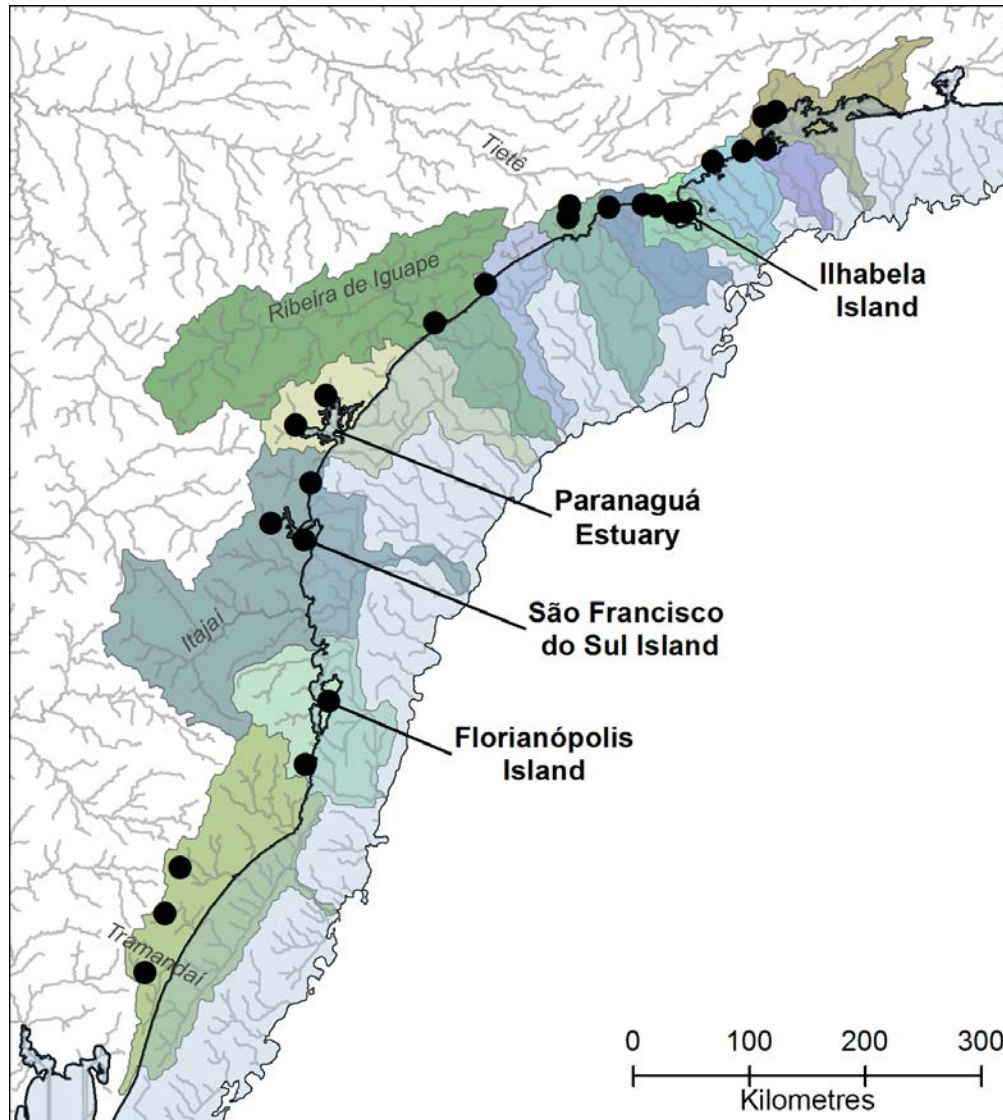 Tietê
Ilhabela
Island
Ribeira de Iguape
Paranaguá
Estuary
São Francisco
do Sul Island
Itajaí
Florianópolis
Island
Tramandaí
0 100 200 300
Kilometres